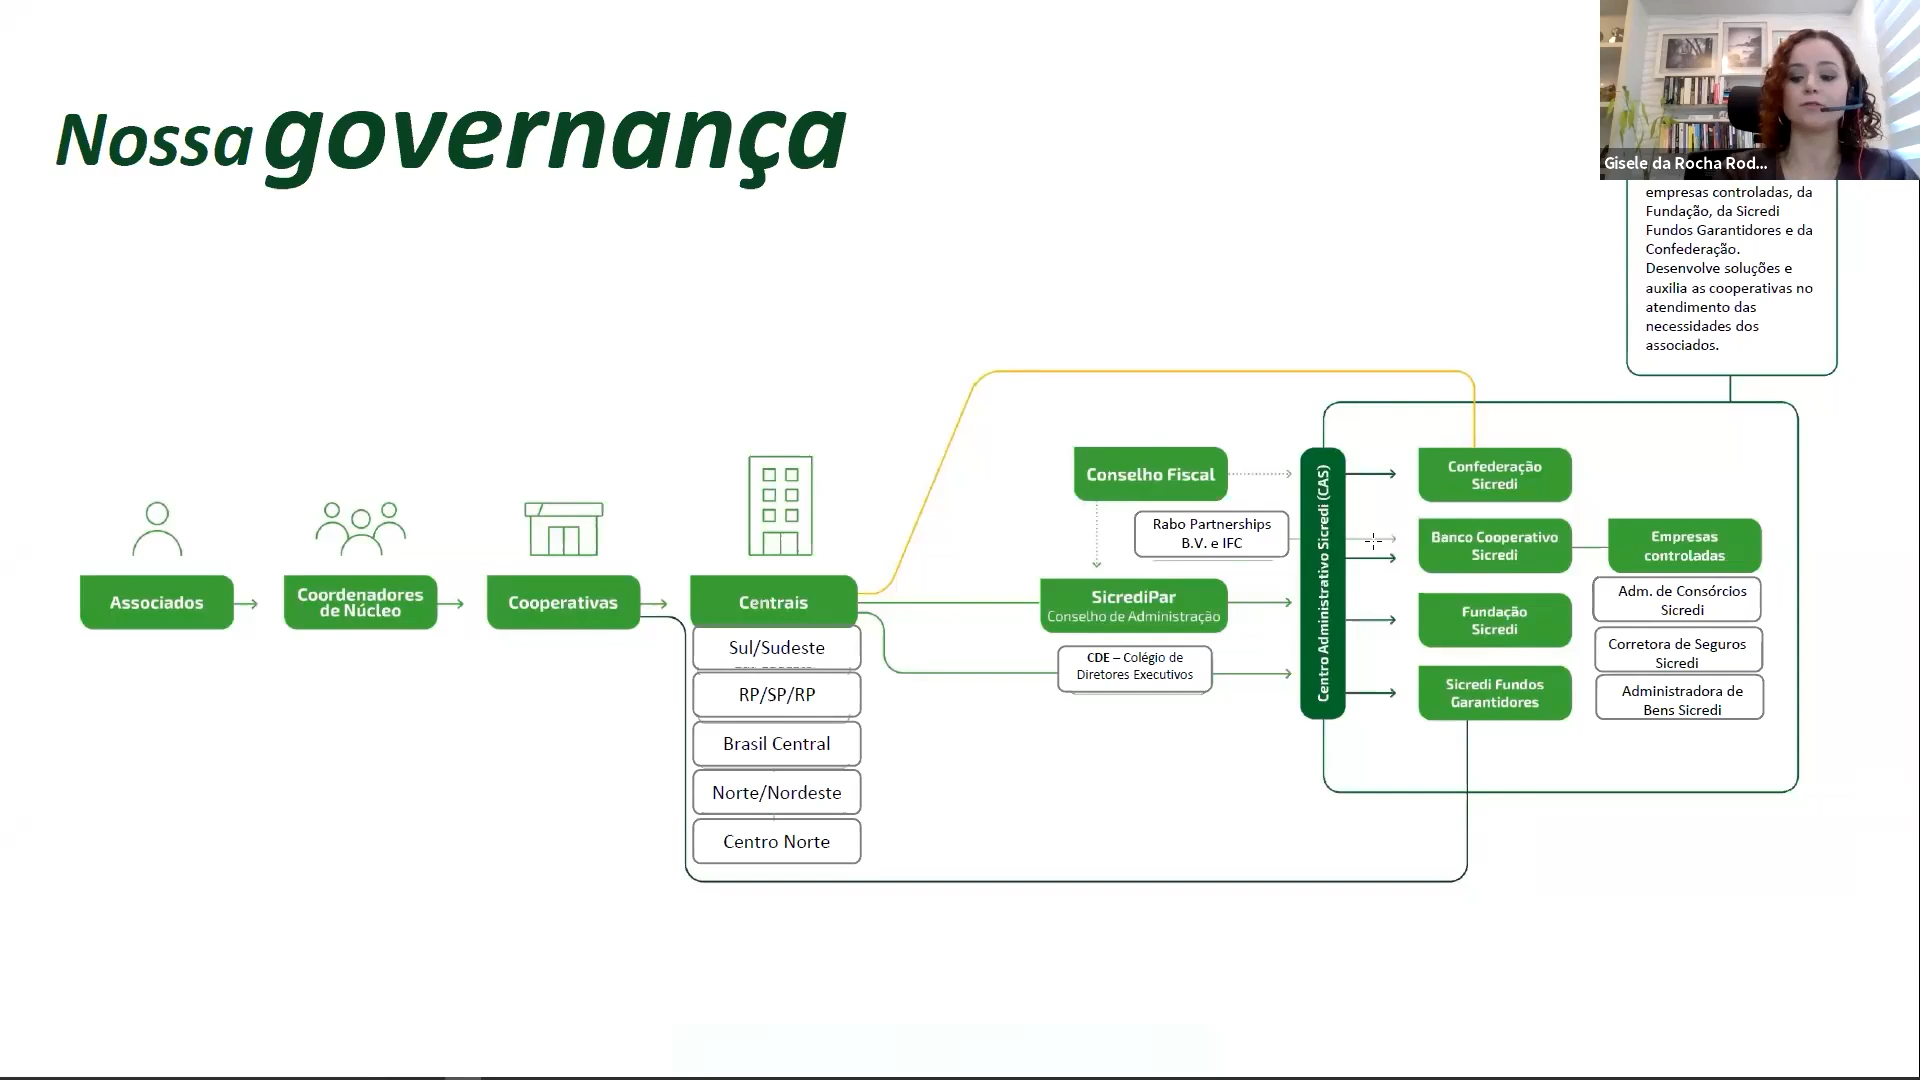 Nossa governança
Gisele da Rocha Rod...
empresas controladas, da
Fundação, da Sicredi
Fundos Garantidores e da
Confederação.
Desenvolve soluções e
auxilia as cooperativas no
atendimento das
necessidades dos
associados.
Associados
Coordenadores
de Núcleo
Cooperativas
Centrais
Sul/Sudeste
RP/SP/RP
Brasil Central
Norte/Nordeste
Centro Norte
Conselho Fiscal
Rabo Partnerships
B.V. e IFC
SicrediPar
Conselho de Administração
CDE – Colégio de
Diretores Executivos
Centro Administrativo Sicredi (CAS)
Confederação
Sicredi
Banco Cooperativo
Sicredi
Fundação
Sicredi
Sicredi Fundos
Garantidores
Empresas
controladas
Adm. de Consórcios
Sicredi
Corretora de Seguros
Sicredi
Administradora de
Bens Sicredi